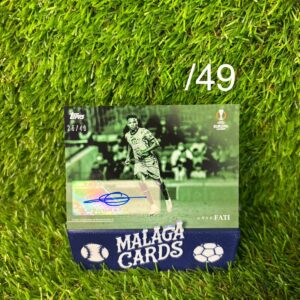 /49
Topps
24/49
FATI
MALAGA
CARDS